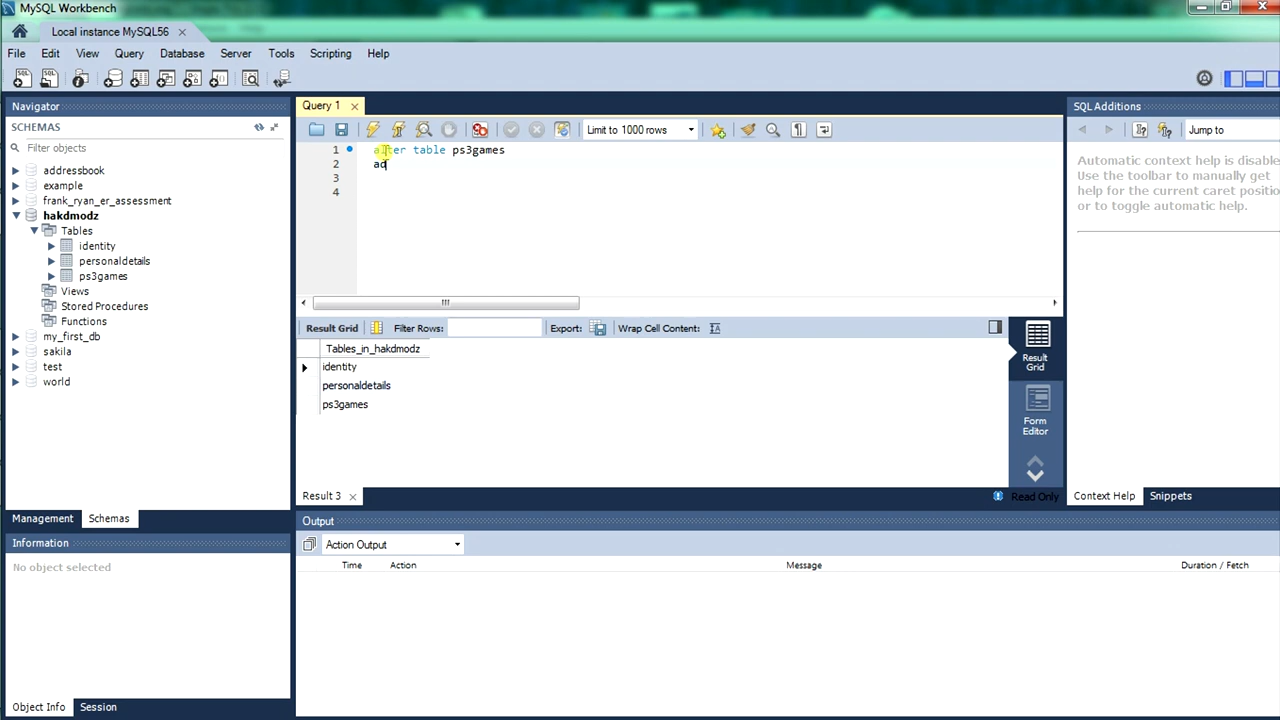 MySQL Workbench
Local instance MySQL56
File Edit View Query Database Server Tools Scripting Help
Navigator
SCHEMAS
Filter objects
addressbook
example
frank_ryan_er_assessment
hakdmodz
Tables
identity
personaldetails
ps3games
Views
Stored Procedures
Functions
my_first_db
sakila
test
world
Management Schemas
Information
No object selected
Object Info Session
Query 1
Limit to 1000 rows
1 alter table ps3games
2 ad
3
4
Result Grid Filter Rows: Export: Wrap Cell Content:
Tables_in_hakdmodz
identity
personaldetails
ps3games
Result
Grid
Form
Editor
Result 3 Read Only
Output
Action Output
Time Action Message Duration / Fetch
SQL Additions
Jump to
Automatic context help is disable
Use the toolbar to manually get
help for the current caret positio
or to toggle automatic help.
Context Help Snippets